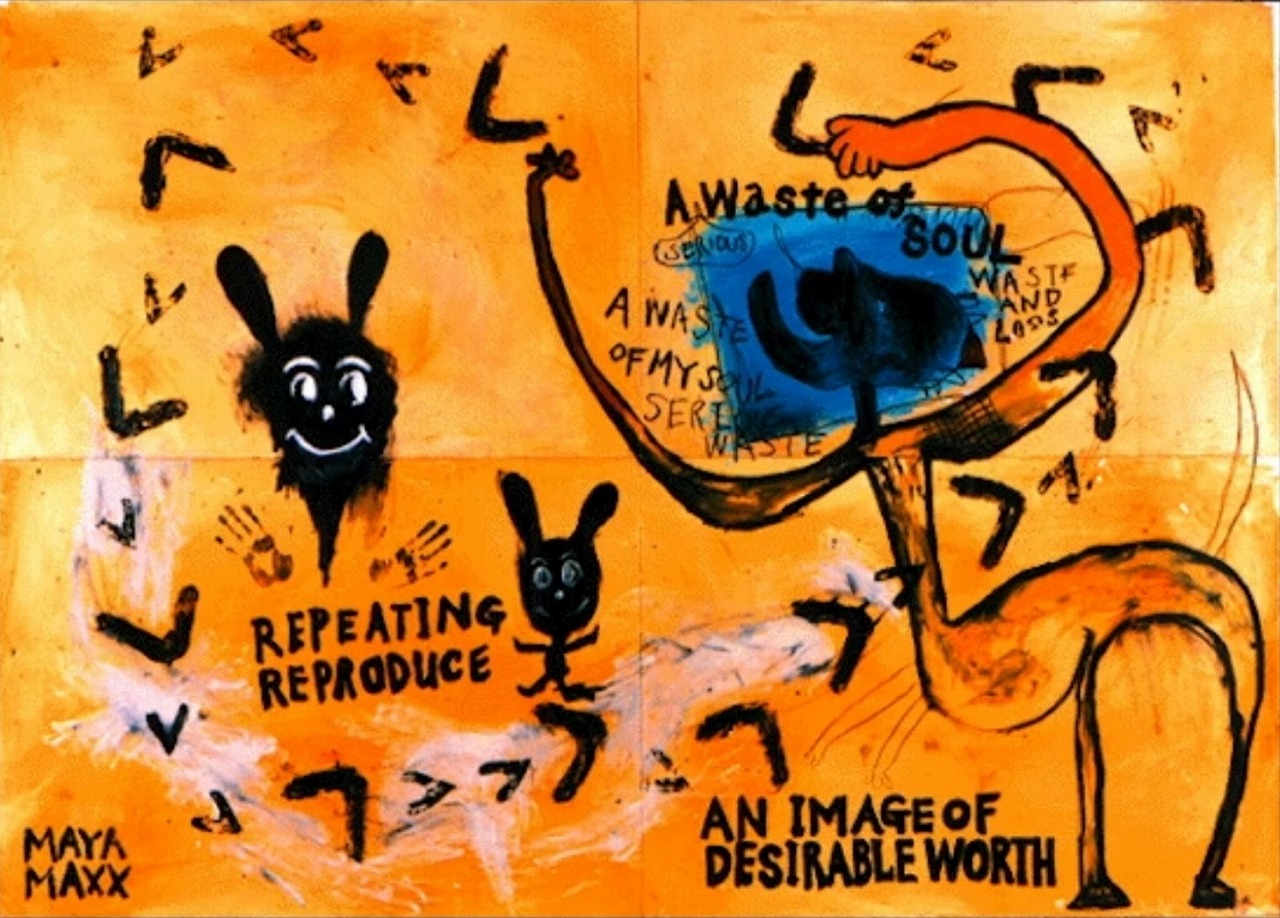 A Waste of
SOUL
SERIOUS
WASTE
AND
LOSS
A WASTE
OF MY SOUL
SERIOUS
WASTE
REPEATING
REPRODUCE
AN IMAGE OF
DESIRABLE WORTH
MAYA
MAXX